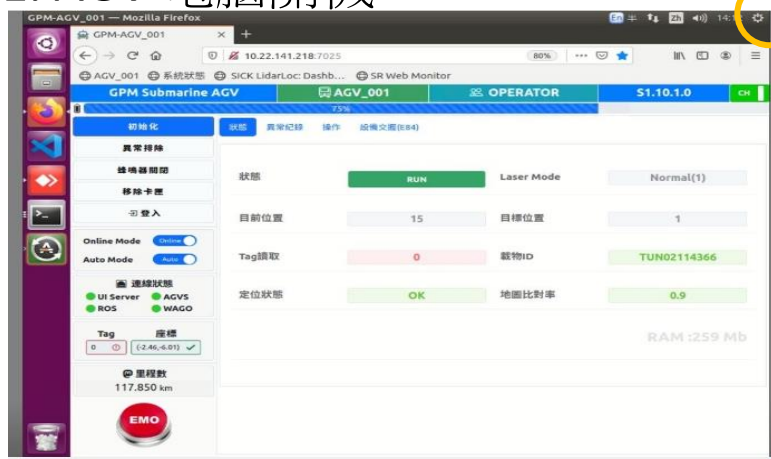 GPM-AGV_001 — Mozilla Firefox
En
Zh
GPM-AGV_001
10.22.141.218:7025
80%
AGV_001 系統狀態 SICK LidarLoc: Dashb... SR Web Monitor
GPM Submarine AGV
AGV_001
OPERATOR
S1.10.1.0
CH
73%
初始化
狀態 異常紀錄 操作 設備交握(E84)
異常排除
蜂鳴器關閉
移除卡匣
登入
狀態 RUN Laser Mode Normal(1)
目前位置 15 目標位置 1
Online Mode Online
Auto Mode Auto
Tag讀取 0 載物ID TUN02114366
連線狀態
UI Server AGVS
ROS WAGO
定位狀態 OK 地圖比對率 0.9
Tag 座標
0 (-2.46,-6.01)
RAM :259 Mb
里程數
117.850 km
EMO